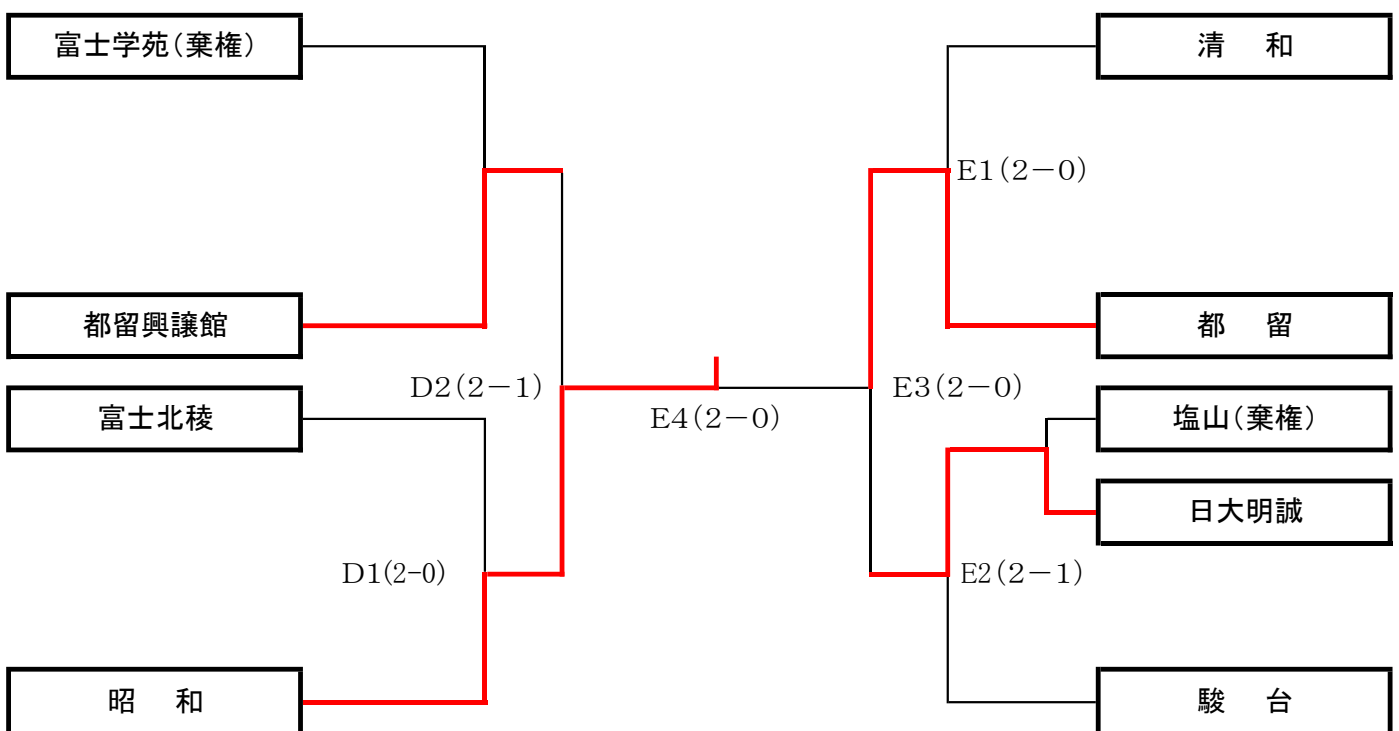 富士学苑(棄権)
清　和
E1(2−0)
都留興譲館
都　留
D2(2−1)
E3(2−0)
富士北稜
E4(2−0)
塩山(棄権)
日大明誠
D1(2-0)
E2(2−1)
昭　和
駿　台